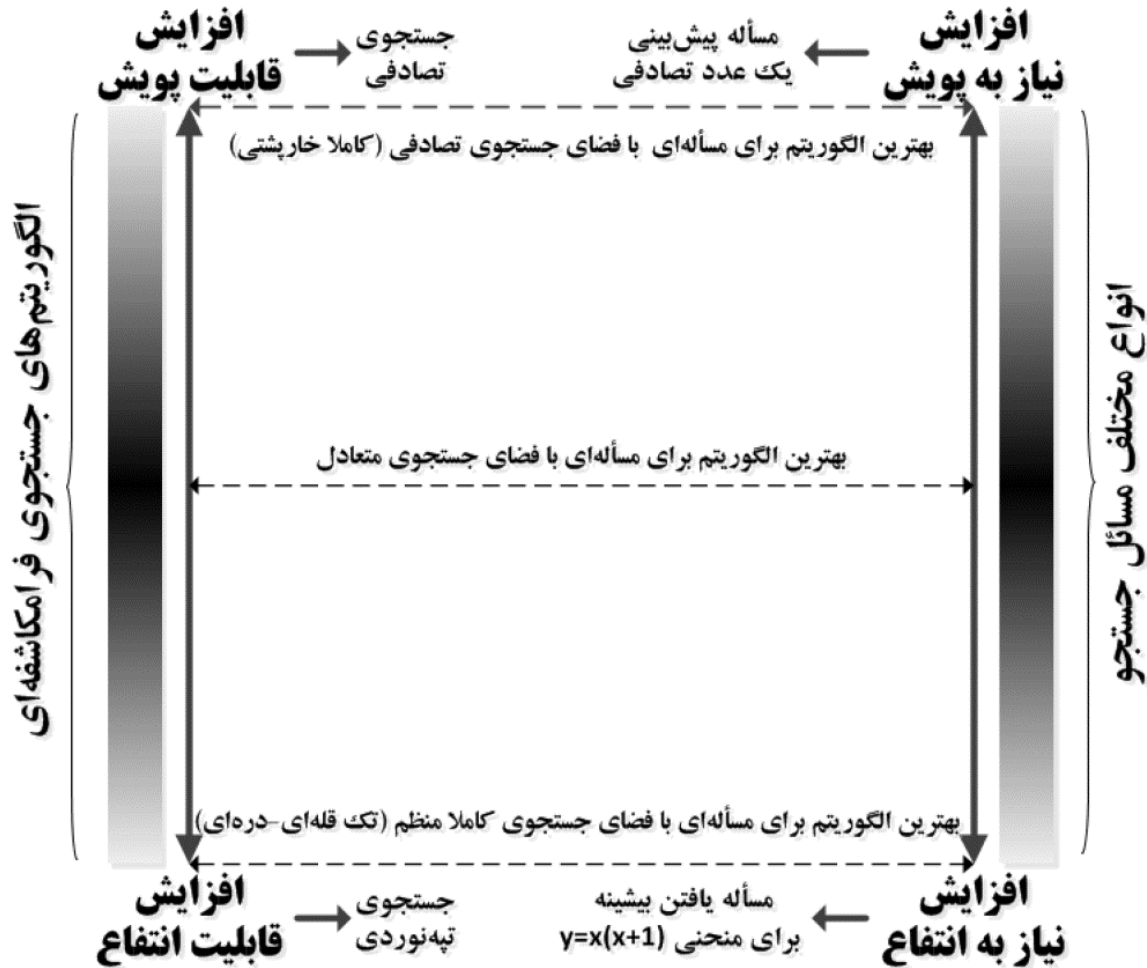 افزایش
نیاز به پویش
مسأله پیش‌بینی
یک عدد تصادفی
جستجوی
تصادفی
افزایش
قابلیت پویش
بهترین الگوریتم برای مسأله‌ای با فضای جستجوی تصادفی (کاملا خارپشتی)
انواع مختلف مسائل جستجو
بهترین الگوریتم برای مسأله‌ای با فضای جستجوی متعادل
الگوریتم‌های جستجوی فرامکاشفه‌ای
بهترین الگوریتم برای مسأله‌ای با فضای جستجوی کاملا منظم (تک قله‌ای-دره‌ای)
افزایش
نیاز به انتفاع
مسأله یافتن بیشینه
برای منحنی y=x(x+1)
جستجوی
تپه‌نوردی
افزایش
قابلیت انتفاع